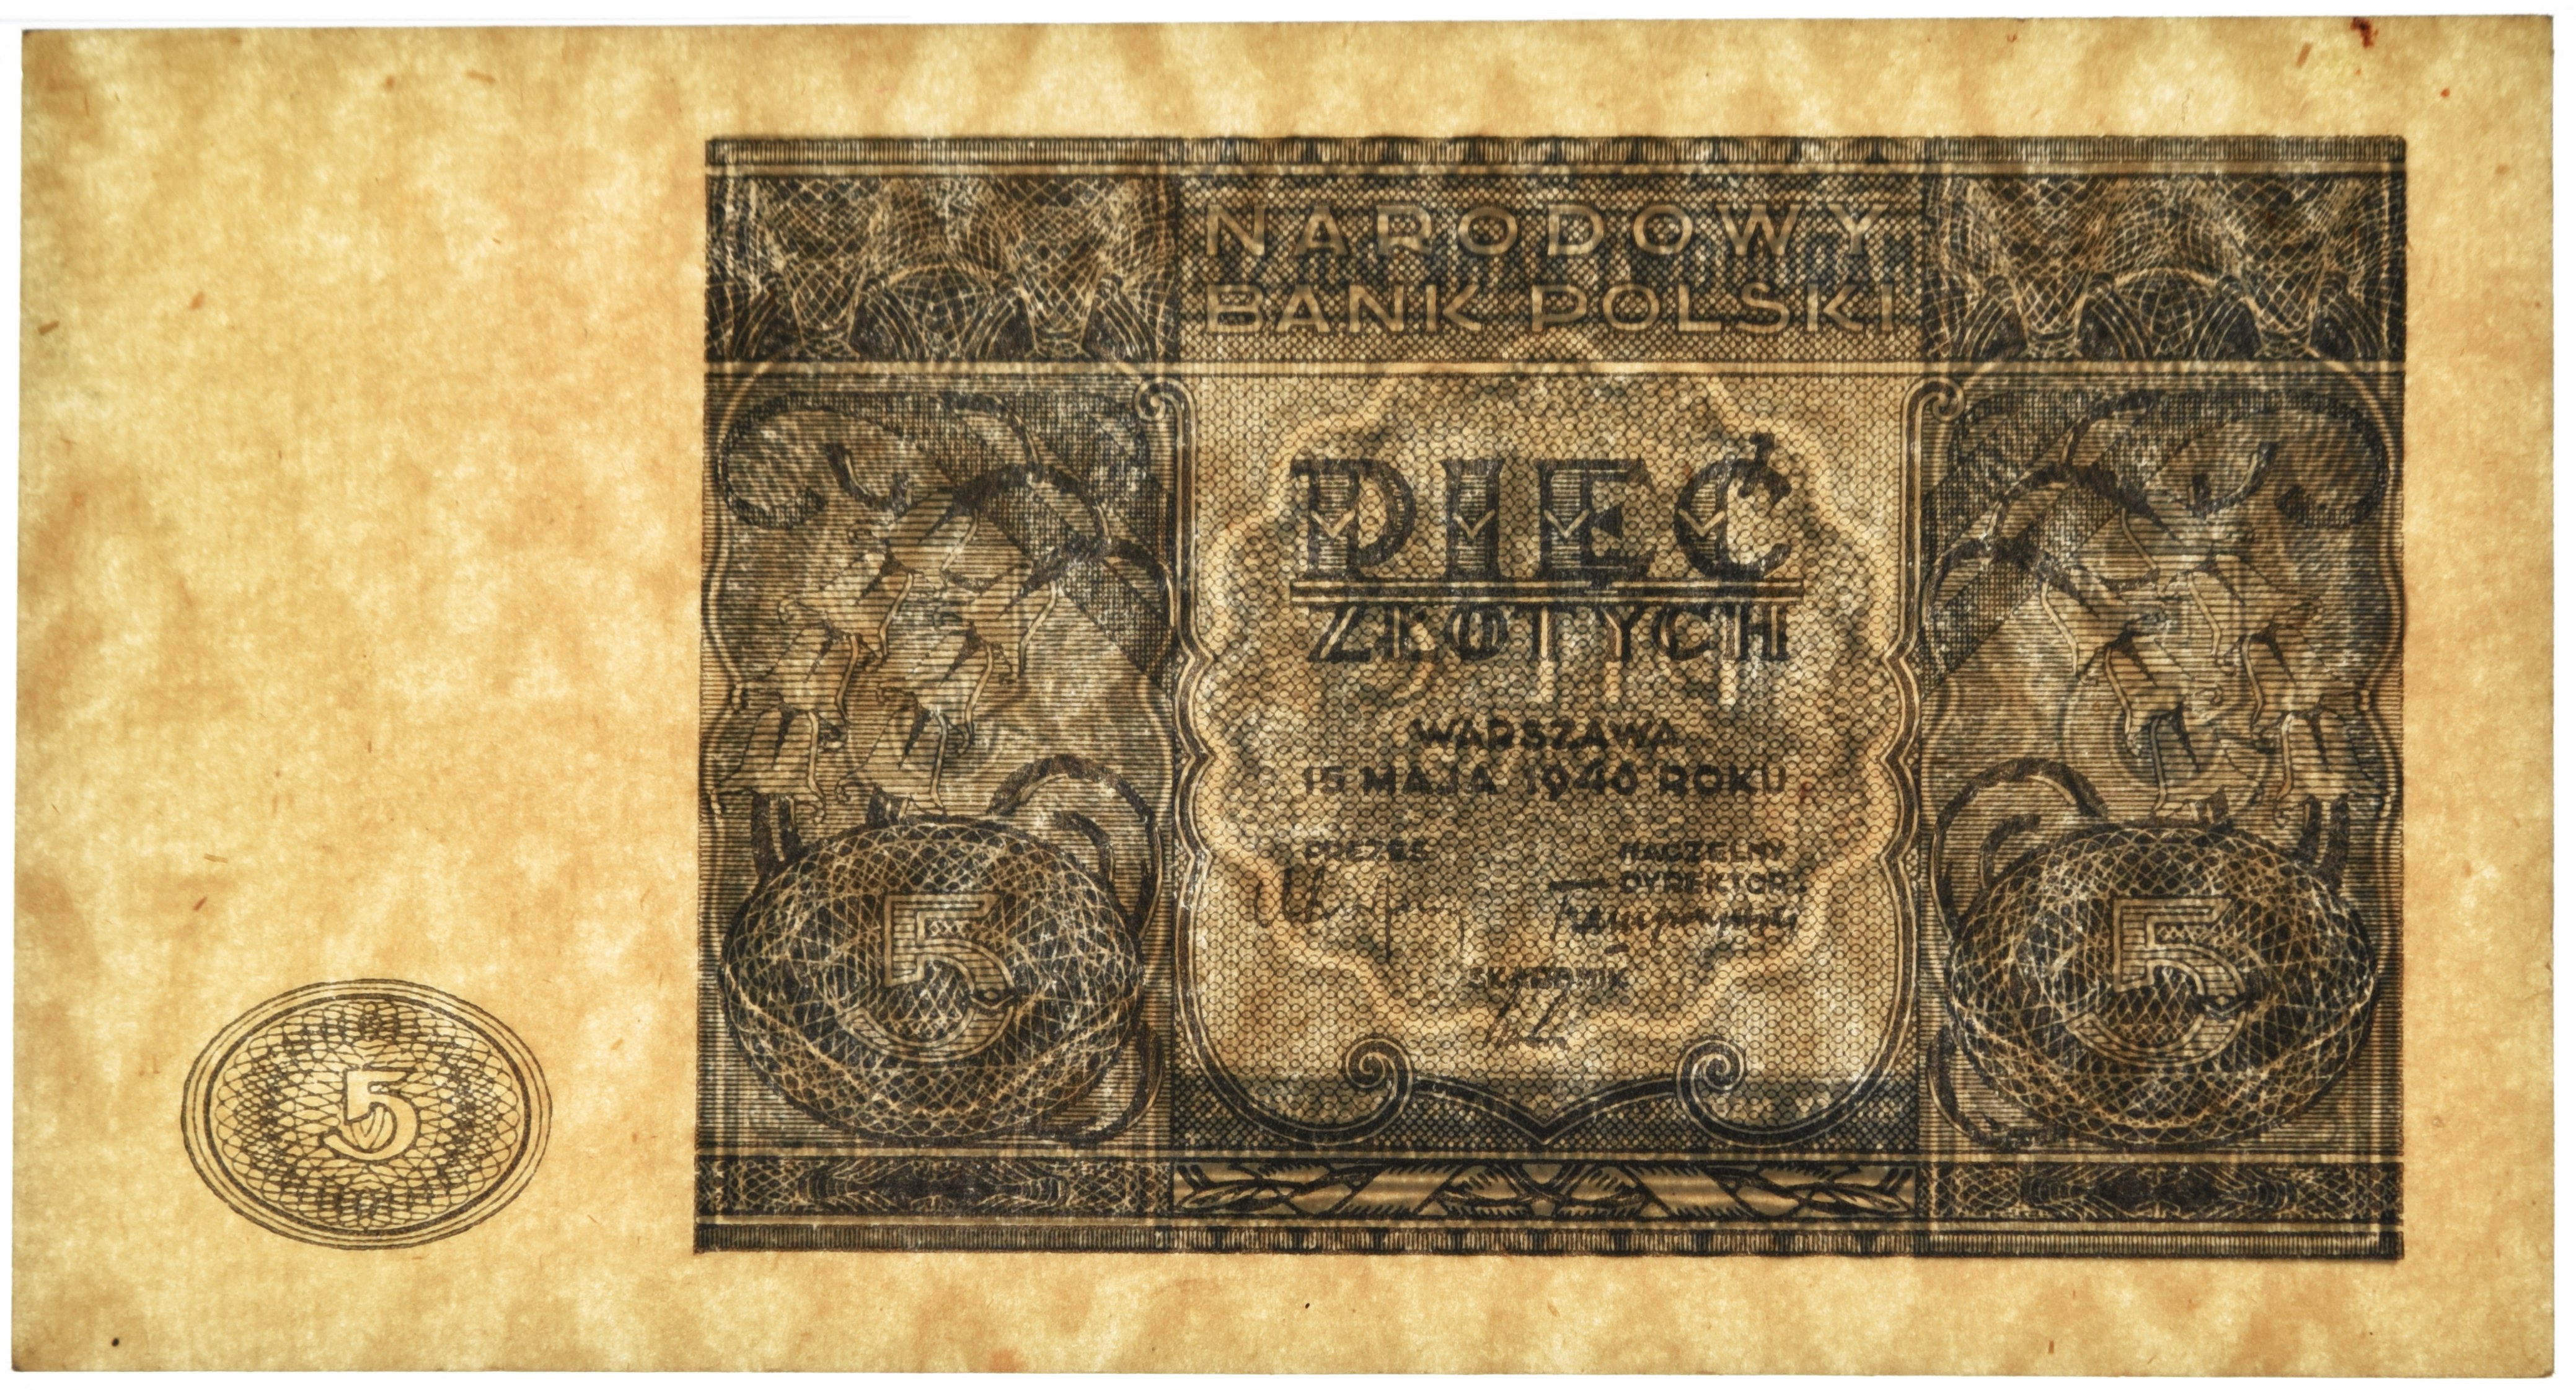 NARODOWY
BANK POLSKI
PIĘĆ
ZŁOTYCH
WARSZAWA
15 MAJA 1946 ROKU
PREZES
NACZELNY
DYREKTOR
SKARBNIK
5
5
5